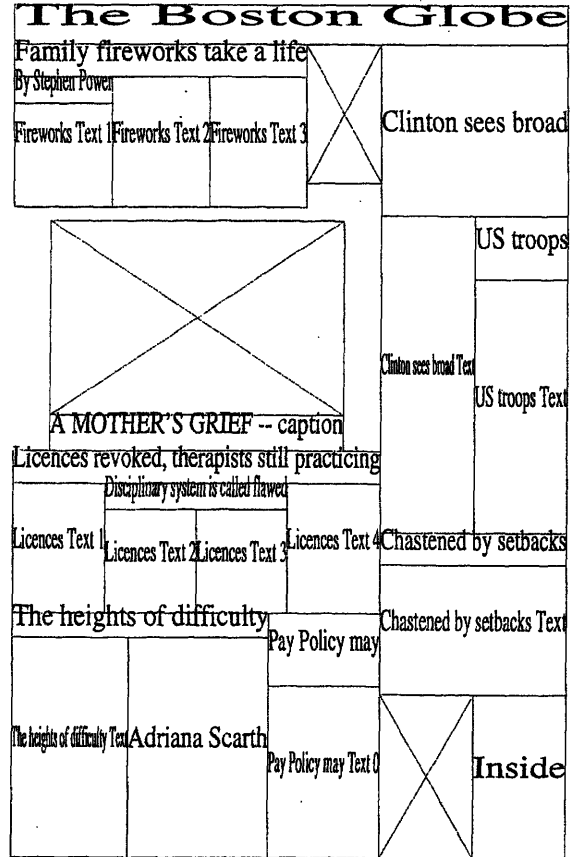 The Boston Globe
Family fireworks take a life
By Stephen Power
Fireworks Text 1
Fireworks Text 2
Fireworks Text 3
Clinton sees broad
Clinton sees broad Text
US troops
US troops Text
A MOTHER'S GRIEF -- caption
Licences revoked, therapists still practicing
Disciplinary system is called flawed
Licences Text 1
Licences Text 2
Licences Text 3
Licences Text 4
Chastened by setbacks
Chastened by setbacks Text
The heights of difficulty
The heights of difficulty Text
Adriana Scarth
Pay Policy may
Pay Policy may Text 0
Inside